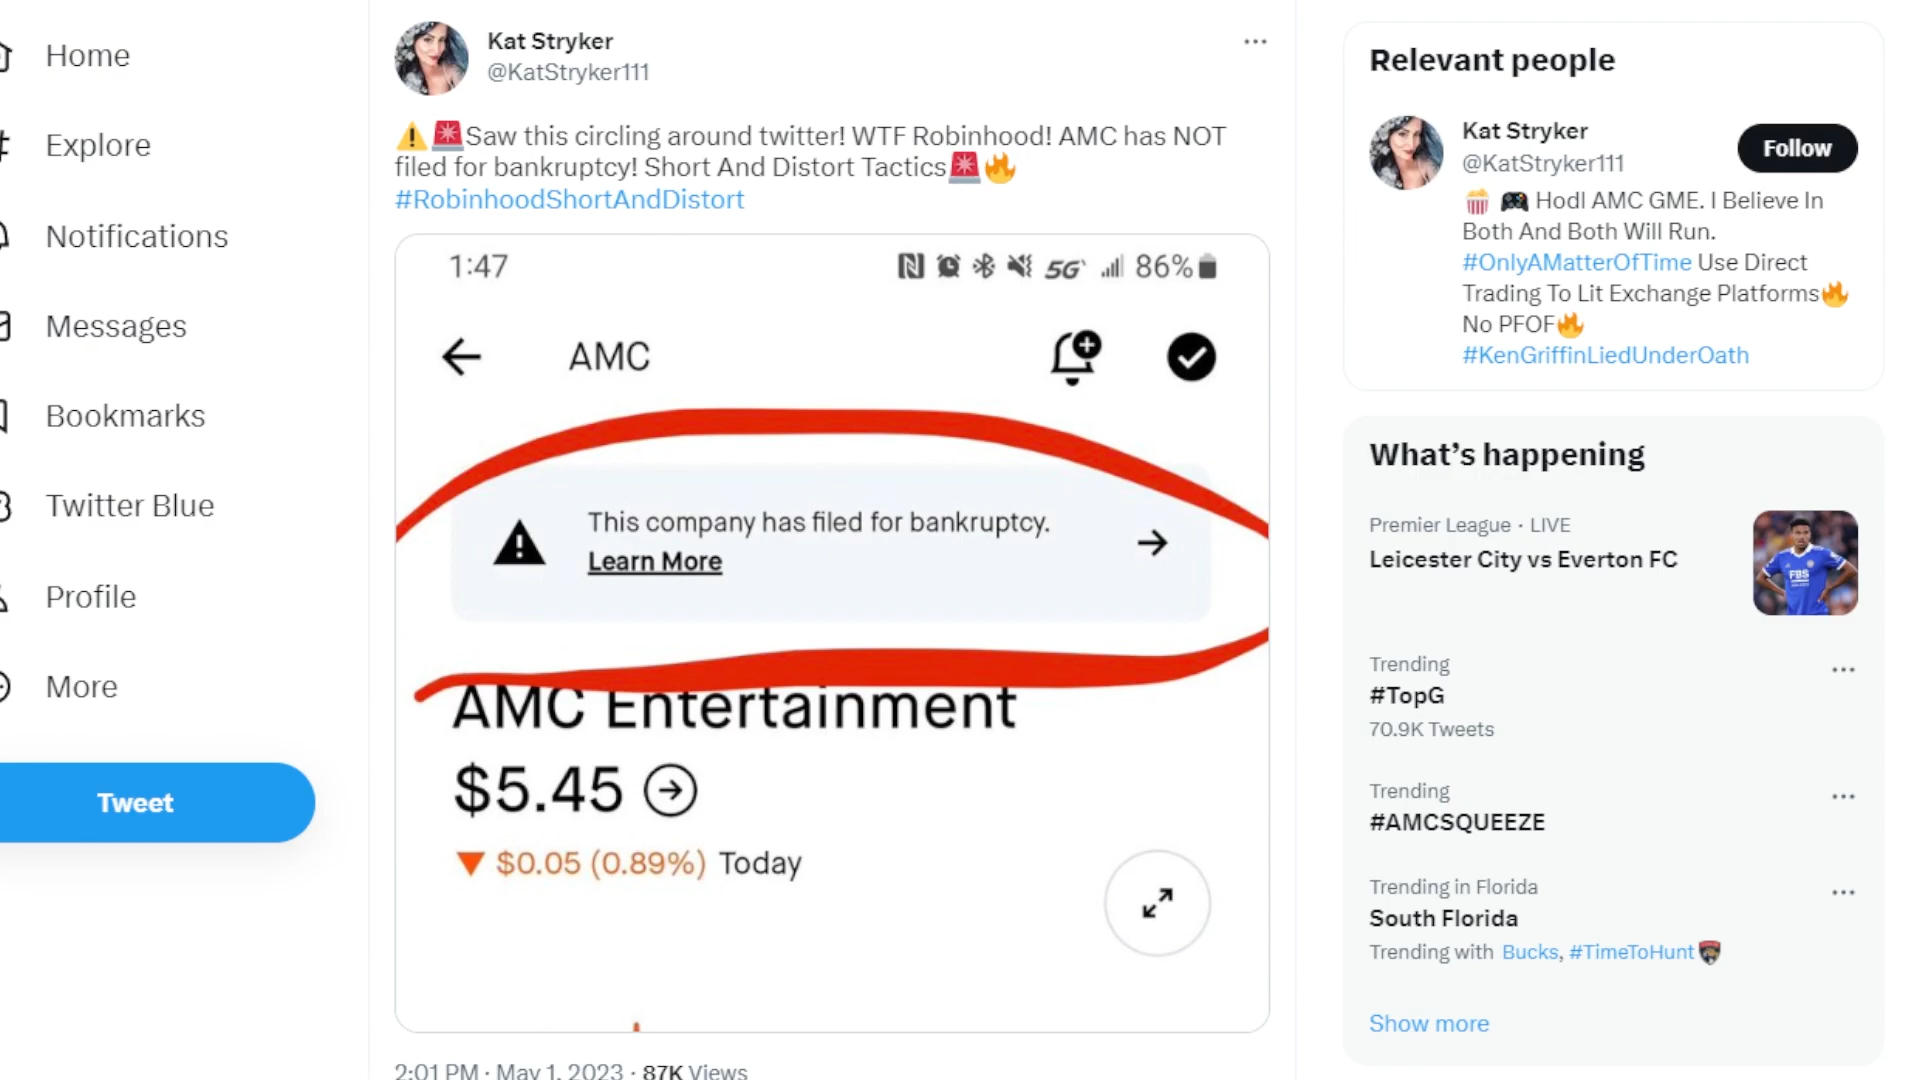 Home
Explore
Notifications
Messages
Bookmarks
Twitter Blue
Profile
More
Tweet
Kat Stryker
@KatStryker111
⚠️🚨Saw this circling around twitter! WTF Robinhood! AMC has NOT
filed for bankruptcy! Short And Distort Tactics🚨🔥
#RobinhoodShortAndDistort
1:47
5G
86%
AMC
This company has filed for bankruptcy.
Learn More
AMC Entertainment
$5.45
▼ $0.05 (0.89%) Today
2:01 PM · May 1, 2023 · 87K Views
Relevant people
Kat Stryker
@KatStryker111
Follow
🍿 🎮 Hodl AMC GME. I Believe In
Both And Both Will Run.
#OnlyAMatterOfTime Use Direct
Trading To Lit Exchange Platforms🔥
No PFOF🔥
#KenGriffinLiedUnderOath
What's happening
Premier League · LIVE
Leicester City vs Everton FC
FBS
Trending
#TopG
70.9K Tweets
Trending
#AMCSQUEEZE
Trending in Florida
South Florida
Trending with Bucks, #TimeToHunt
Show more